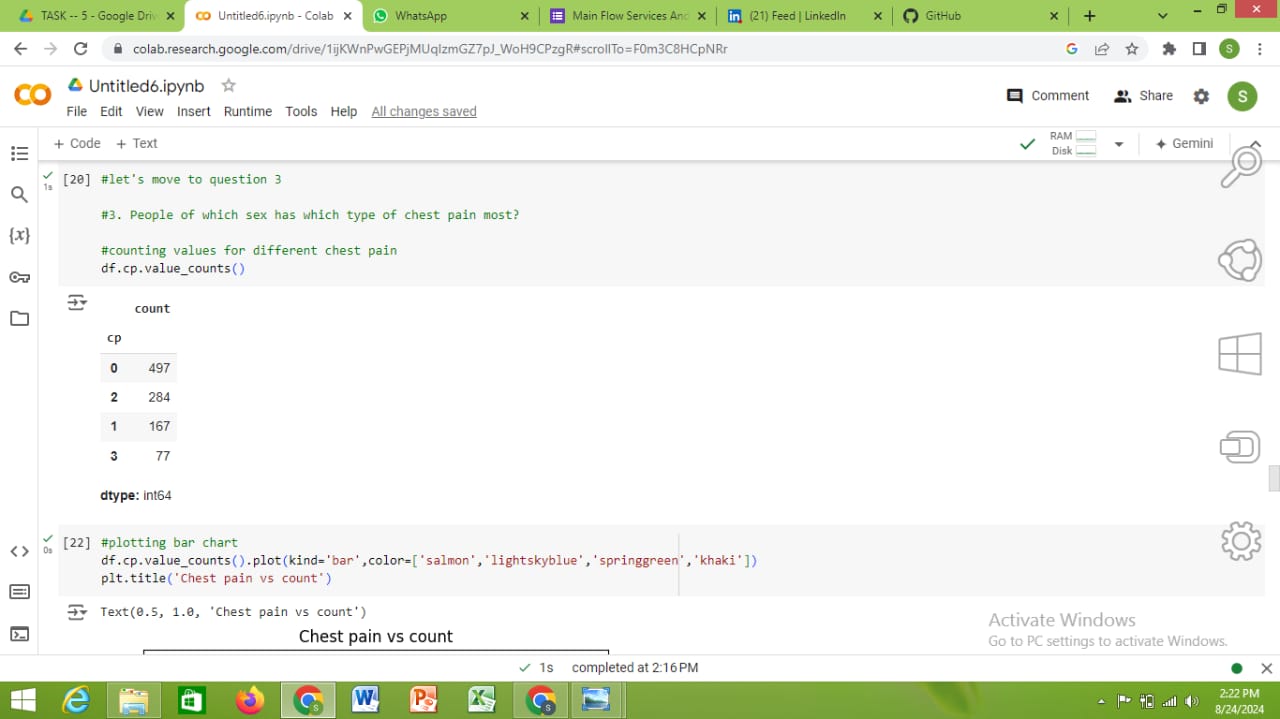 TASK -- 5 - Google Driv
Untitled6.ipynb - Colab
WhatsApp
Main Flow Services And
(21) Feed | LinkedIn
GitHub
colab.research.google.com/drive/1ijKWnPwGEPjMUqIzmGZ7pJ_WoH9CPzgR#scrollTo=F0m3C8HCpNRr
S
Untitled6.ipynb
File Edit View Insert Runtime Tools Help All changes saved
Comment Share S
+ Code + Text
RAM
Disk
Gemini
1s
[20] #let's move to question 3
#3. People of which sex has which type of chest pain most?
#counting values for different chest pain
df.cp.value_counts()
{x}
count
cp
0 497
2 284
1 167
3 77
dtype: int64
0s
[22] #plotting bar chart
df.cp.value_counts().plot(kind='bar',color=['salmon','lightskyblue','springgreen','khaki'])
plt.title('Chest pain vs count')
Text(0.5, 1.0, 'Chest pain vs count')
Chest pain vs count
Activate Windows
Go to PC settings to activate Windows.
1s completed at 2:16 PM
2:22 PM
8/24/2024